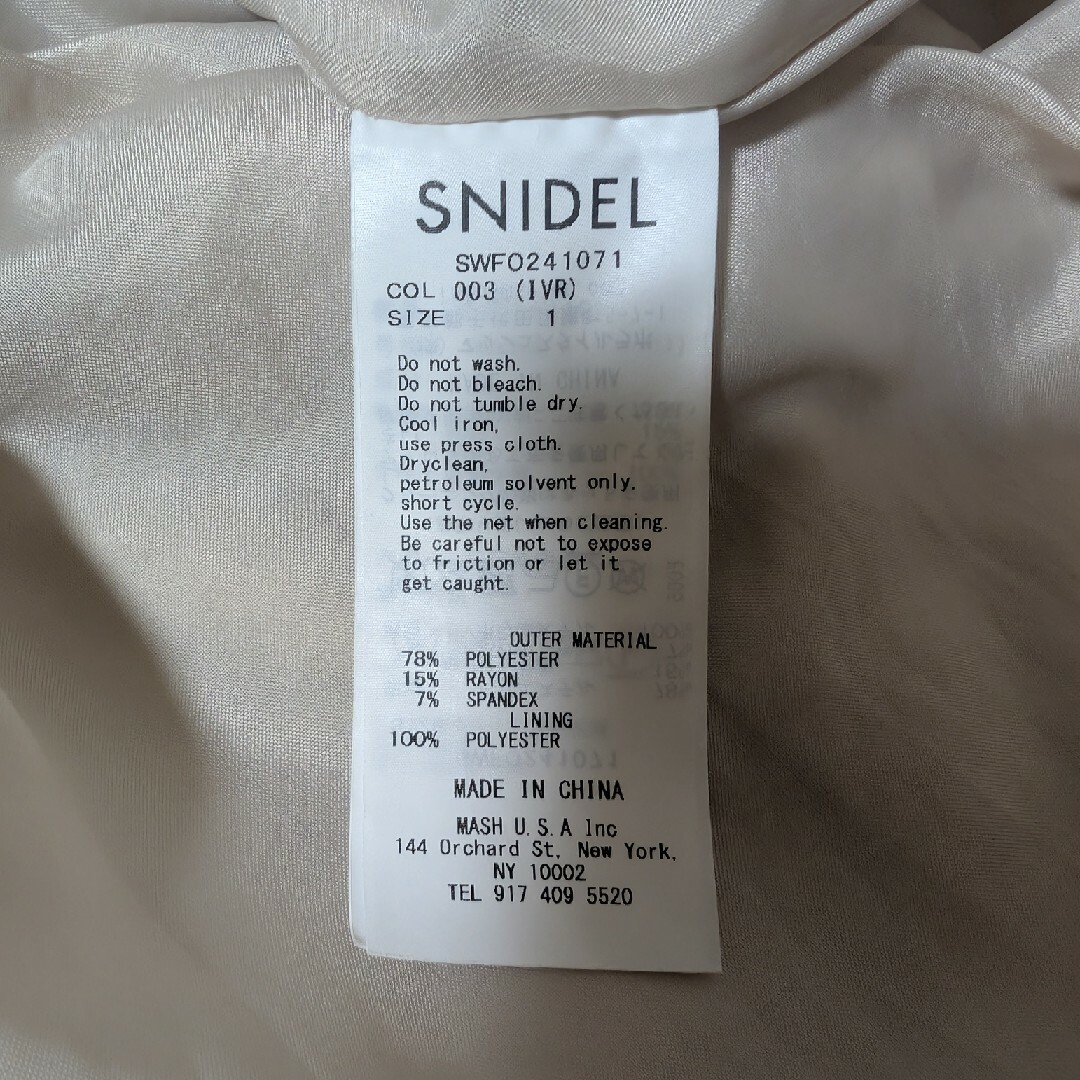 SNIDEL
SWFO241071
COL 003 (IVR)
SIZE 1
Do not wash.
Do not bleach.
Do not tumble dry.
Cool iron,
use press cloth.
Dryclean,
petroleum solvent only,
short cycle.
Use the net when cleaning.
Be careful not to expose
to friction or let it
get caught.
OUTER MATERIAL
78% POLYESTER
15% RAYON
7% SPANDEX
LINING
100% POLYESTER
MADE IN CHINA
MASH U.S.A Inc
144 Orchard St, New York,
NY 10002
TEL 917 409 5520